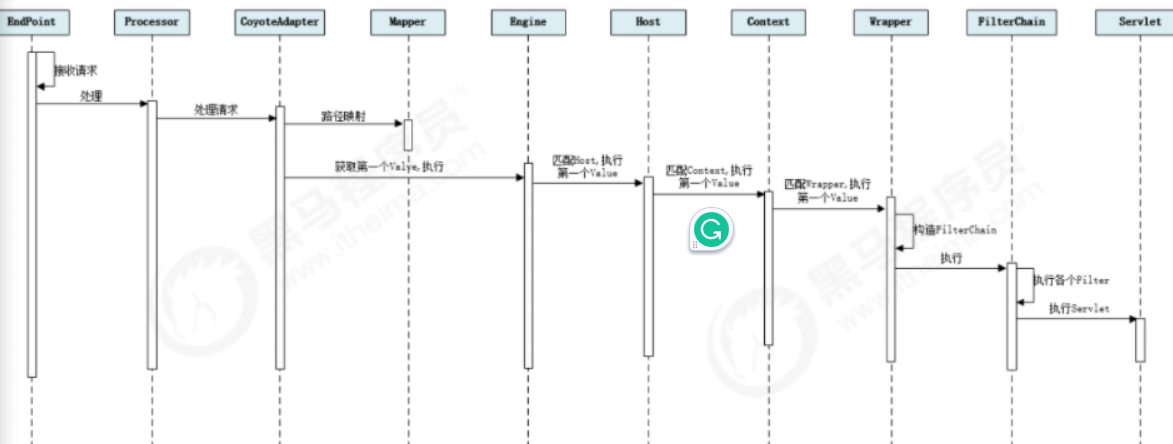 EndPoint
Processor
CoyoteAdapter
Mapper
Engine
Host
Context
Wrapper
FilterChain
Servlet
接收请求
处理
处理请求
路径映射
获取第一个Valve,执行
匹配Host,执行
第一个Value
匹配Context,执行
第一个Value
匹配Wrapper,执行
第一个Value
构造FilterChain
执行
执行各个Filter
执行Servlet
黑马程序员™
www.itheima.com
黑马程序员
www.itheima.com
G